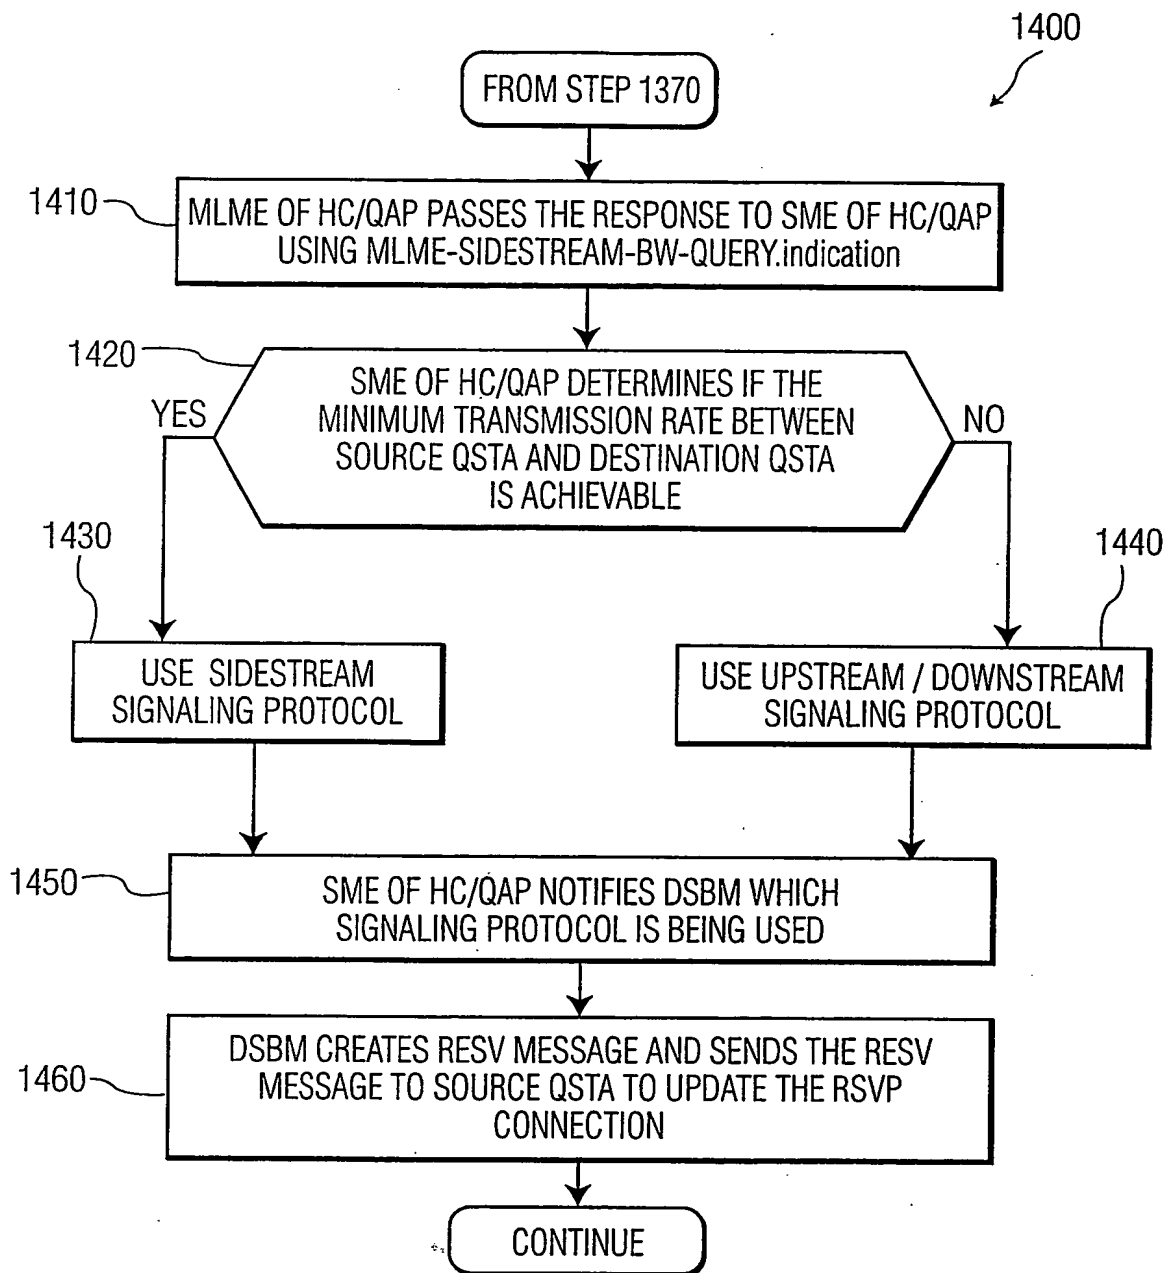 1400
FROM STEP 1370
1410
MLME OF HC/QAP PASSES THE RESPONSE TO SME OF HC/QAP
USING MLME-SIDESTREAM-BW-QUERY.indication
1420
SME OF HC/QAP DETERMINES IF THE
MINIMUM TRANSMISSION RATE BETWEEN
SOURCE QSTA AND DESTINATION QSTA
IS ACHIEVABLE
YES
NO
1430
1440
USE SIDESTREAM
SIGNALING PROTOCOL
USE UPSTREAM / DOWNSTREAM
SIGNALING PROTOCOL
1450
SME OF HC/QAP NOTIFIES DSBM WHICH
SIGNALING PROTOCOL IS BEING USED
1460
DSBM CREATES RESV MESSAGE AND SENDS THE RESV
MESSAGE TO SOURCE QSTA TO UPDATE THE RSVP
CONNECTION
CONTINUE